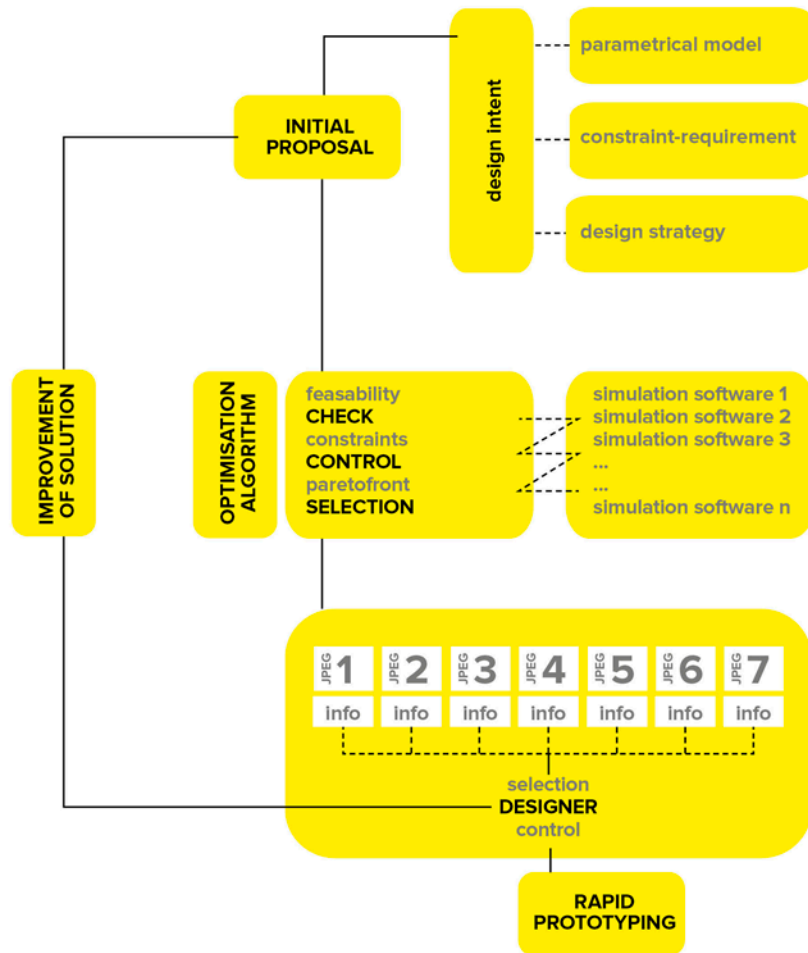 parametrical model
INITIAL
PROPOSAL
design intent
constraint-requirement
design strategy
IMPROVEMENT
OF SOLUTION
OPTIMISATION
ALGORITHM
feasability
CHECK
constraints
CONTROL
paretofront
SELECTION
simulation software 1
simulation software 2
simulation software 3
...
...
simulation software n
JPEG 1
JPEG 2
JPEG 3
JPEG 4
JPEG 5
JPEG 6
JPEG 7
info
info
info
info
info
info
info
selection
DESIGNER
control
RAPID
PROTOTYPING